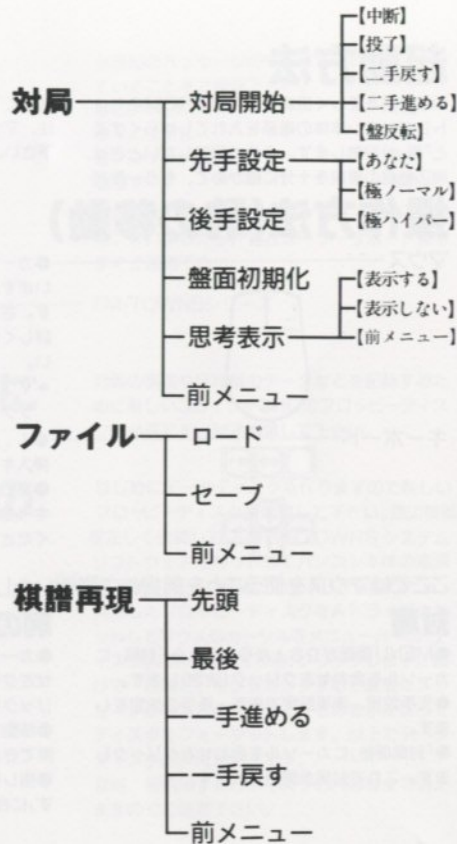 対局
対局開始
【中断】
【投了】
【二手戻す】
【二手進める】
【盤反転】
先手設定
【あなた】
【極ノーマル】
【極ハイパー】
後手設定
盤面初期化
思考表示
【表示する】
【表示しない】
【前メニュー】
前メニュー
ファイル
ロード
セーブ
前メニュー
棋譜再現
先頭
最後
一手進める
一手戻す
前メニュー